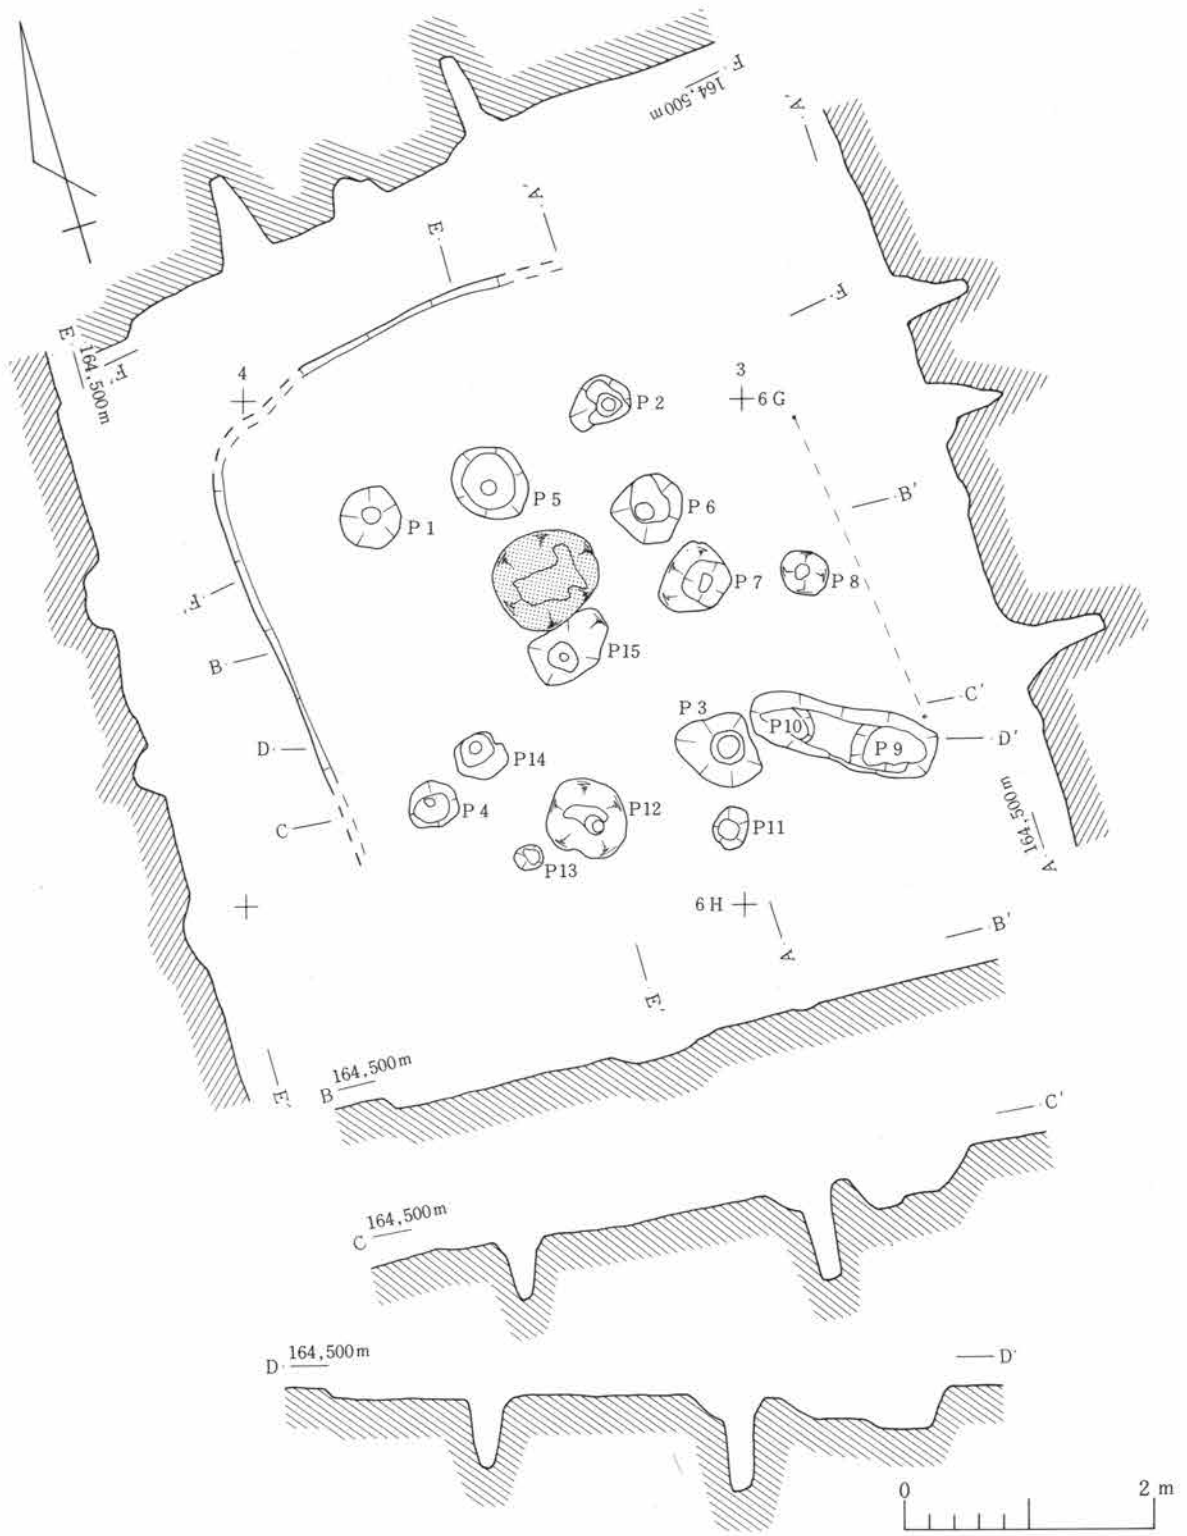 F.
164,500m
A'
A'
E.
F.
E.
164,500m
F'
4
3
6G
P2
P5
P6
B'
P1
P7
P8
F'
P15
B
C'
P3
P10
D'
P9
D
P14
164,500m
A
P4
P12
P11
C
P13
6H
B'
A
E'
164,500m
B
E'
C'
164,500m
C
D 164,500m
D'
0
2 m